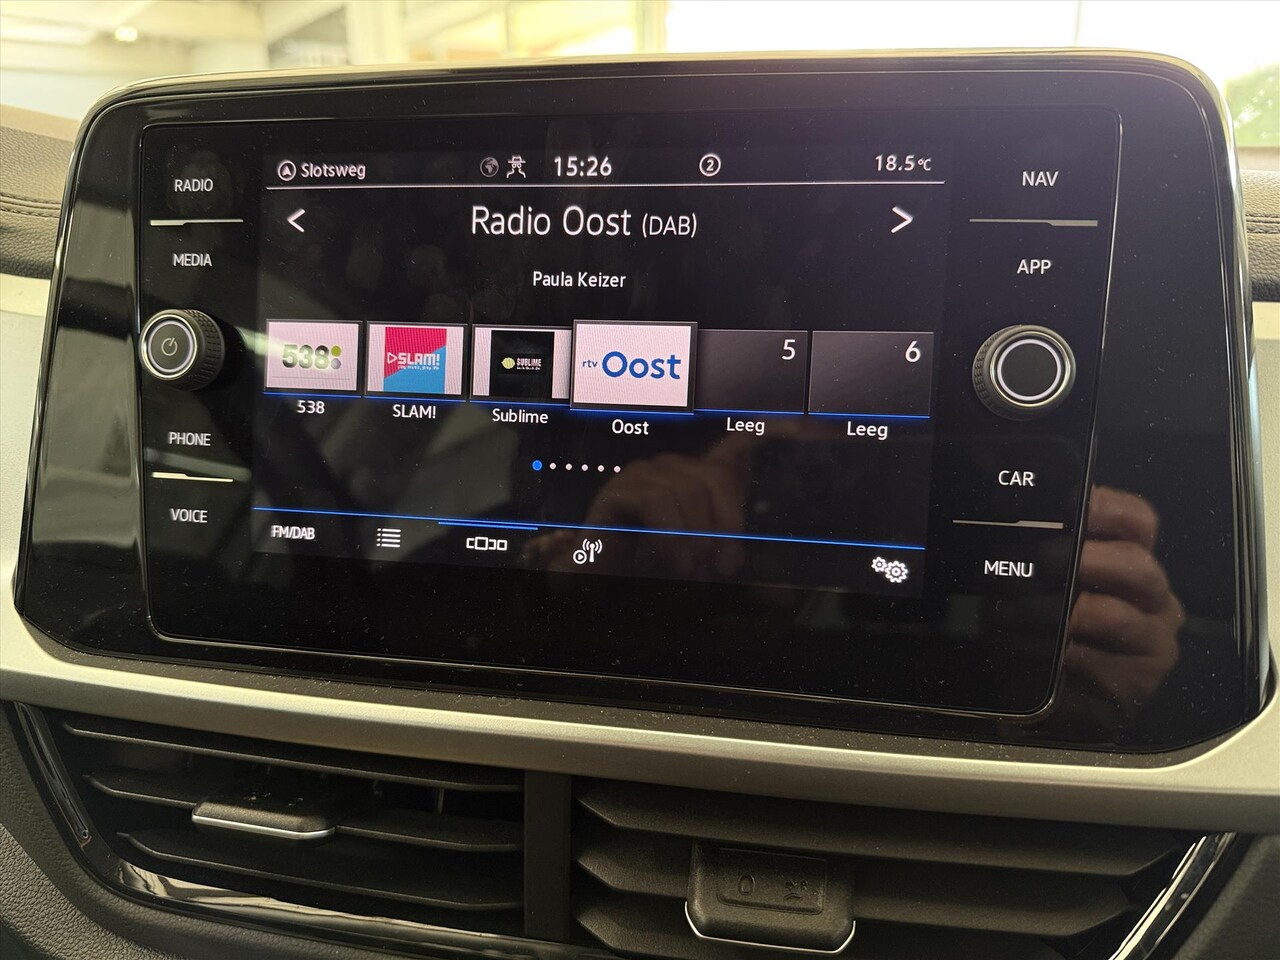 RADIO
MEDIA
PHONE
VOICE
Slotsweg 15:26 2 18.5°C
< Radio Oost (DAB) >
Paula Keizer
538 SLAM! SUBLIME rtv Oost 5 6
538 SLAM! Sublime Oost Leeg Leeg
FM/DAB
NAV
APP
CAR
MENU
0